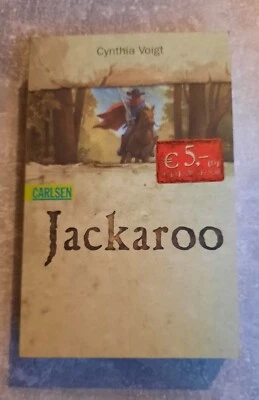 Cynthia Voigt
€ 5.-
CARLSEN
Jackaroo